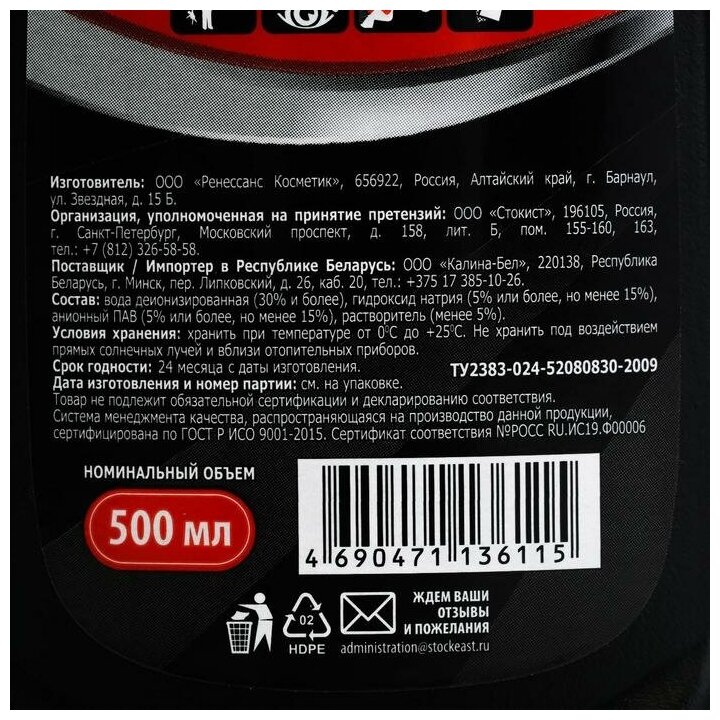 Изготовитель: ООО «Ренессанс Косметик», 656922, Россия, Алтайский край, г. Барнаул,
ул. Звездная, д. 15 Б.
Организация, уполномоченная на принятие претензий: ООО «Стокист», 196105, Россия,
г. Санкт-Петербург, Московский проспект, д. 158, лит. Б, пом. 155-160, 163,
тел.: +7 (812) 326-58-58.
Поставщик / Импортер в Республике Беларусь: ООО «Калина-Бел», 220138, Республика
Беларусь, г. Минск, пер. Липковский, д. 26, каб. 20, тел.: +375 17 385-10-26.
Состав: вода деионизированная (30% и более), гидроксид натрия (5% или более, но менее 15%),
анионный ПАВ (5% или более, но менее 15%), растворитель (менее 5%).
Условия хранения: хранить при температуре от 0°С до +25°С. Не хранить под воздействием
прямых солнечных лучей и вблизи отопительных приборов.
Срок годности: 24 месяца с даты изготовления. ТУ2383-024-52080830-2009
Дата изготовления и номер партии: см. на упаковке.
Товар не подлежит обязательной сертификации и декларированию соответствия.
Система менеджмента качества, распространяющаяся на производство данной продукции,
сертифицирована по ГОСТ Р ИСО 9001-2015. Сертификат соответствия №РОСС RU.ИС19.Ф00006
НОМИНАЛЬНЫЙ ОБЪЕМ
500 мл
4 690471 136115
02
HDPE
ЖДЕМ ВАШИ
ОТЗЫВЫ
И ПОЖЕЛАНИЯ
administration@stockeast.ru